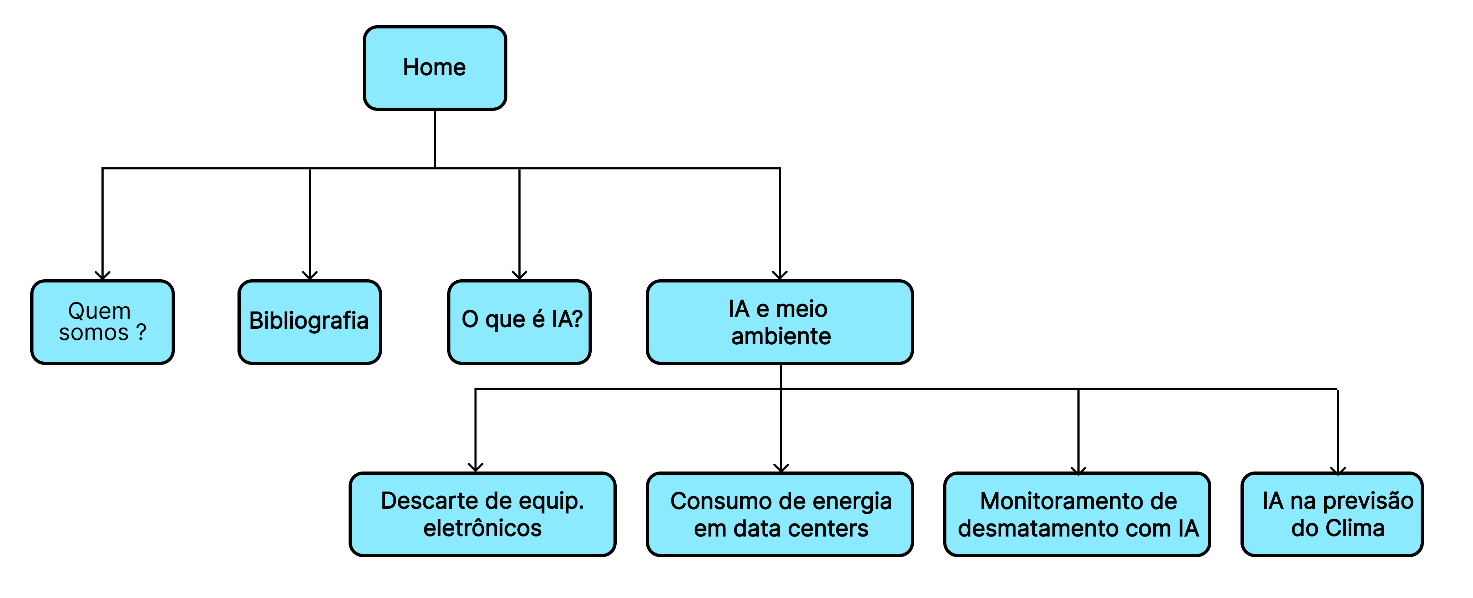 Home
Quem
somos ?
Bibliografia
O que é IA?
IA e meio
ambiente
Descarte de equip.
eletrônicos
Consumo de energia
em data centers
Monitoramento de
desmatamento com IA
IA na previsão
do Clima